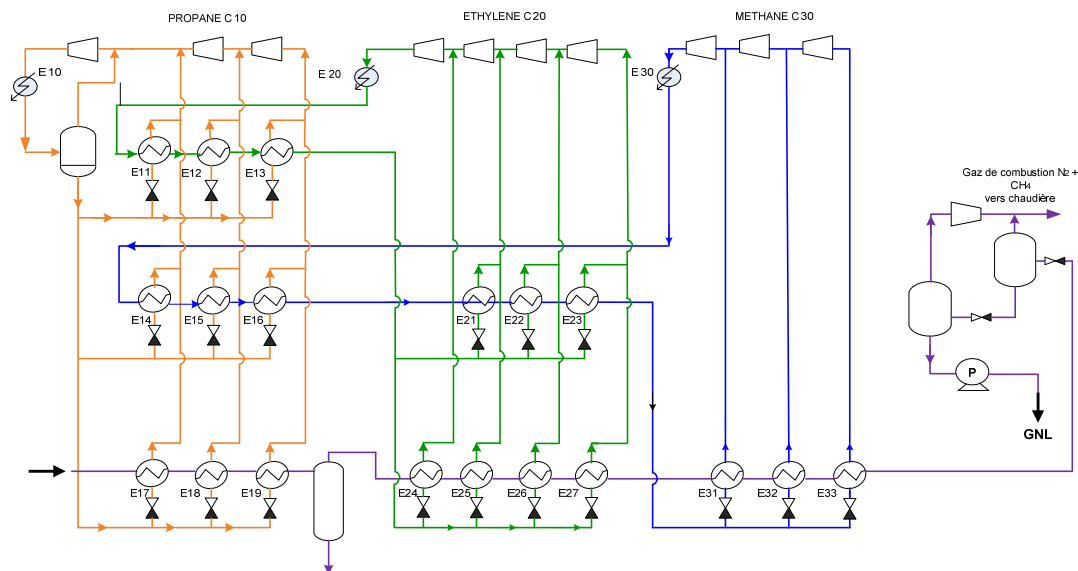 PROPANE C10
ETHYLENE C20
METHANE C30
E10
E 20
E 30
E11
E12
E13
Gaz de combustion N2 +
CH4
vers chaudière
E14
E15
E16
E21
E22
E23
P
GNL
E17
E18
E19
E24
E25
E26
E27
E31
E32
E33